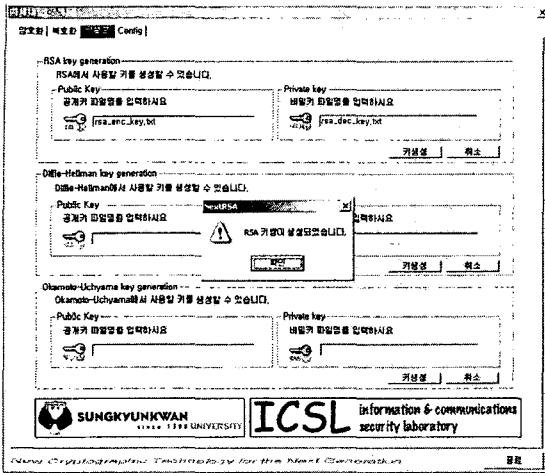 암호화 복호화 Config
RSA key generation
RSA에서 사용할 키를 생성할 수 있습니다.
Public Key
공개키 파일명을 입력하시요
rsa_enc_key.txt
Private key
비밀키 파일명을 입력하시요
rsa_dec_key.txt
키생성 취소
Diffie-Hellman key generation
Diffie-Hellman에서 사용할 키를 생성할 수 있습니다.
Public Key
공개키 파일명을 입력하시요
입력하시요
키생성 취소
NextRSA
RSA 키쌍이 생성되었습니다.
확인
Okamoto-Uchyama key generation
Okamoto-Uchyama에서 사용할 키를 생성할 수 있습니다.
Public Key
공개키 파일명을 입력하시요
Private key
비밀키 파일명을 입력하시요
키생성 취소
SUNGKYUNKWAN
since 1398 UNIVERSITY
ICSL
information & communications
security laboratory
New Cryptographic Technology for the Next Generation
종료